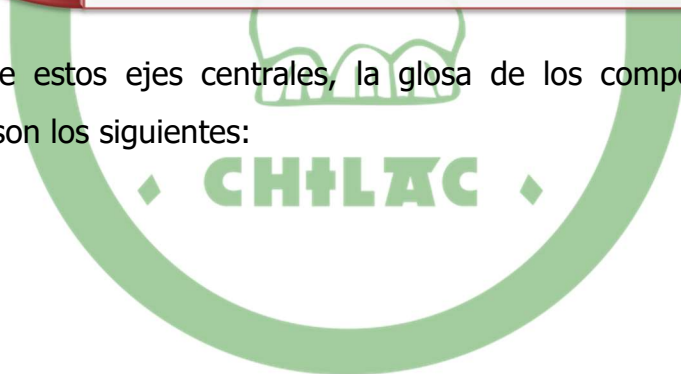 e estos ejes centrales, la glosa de los compo
son los siguientes:
CHILAC